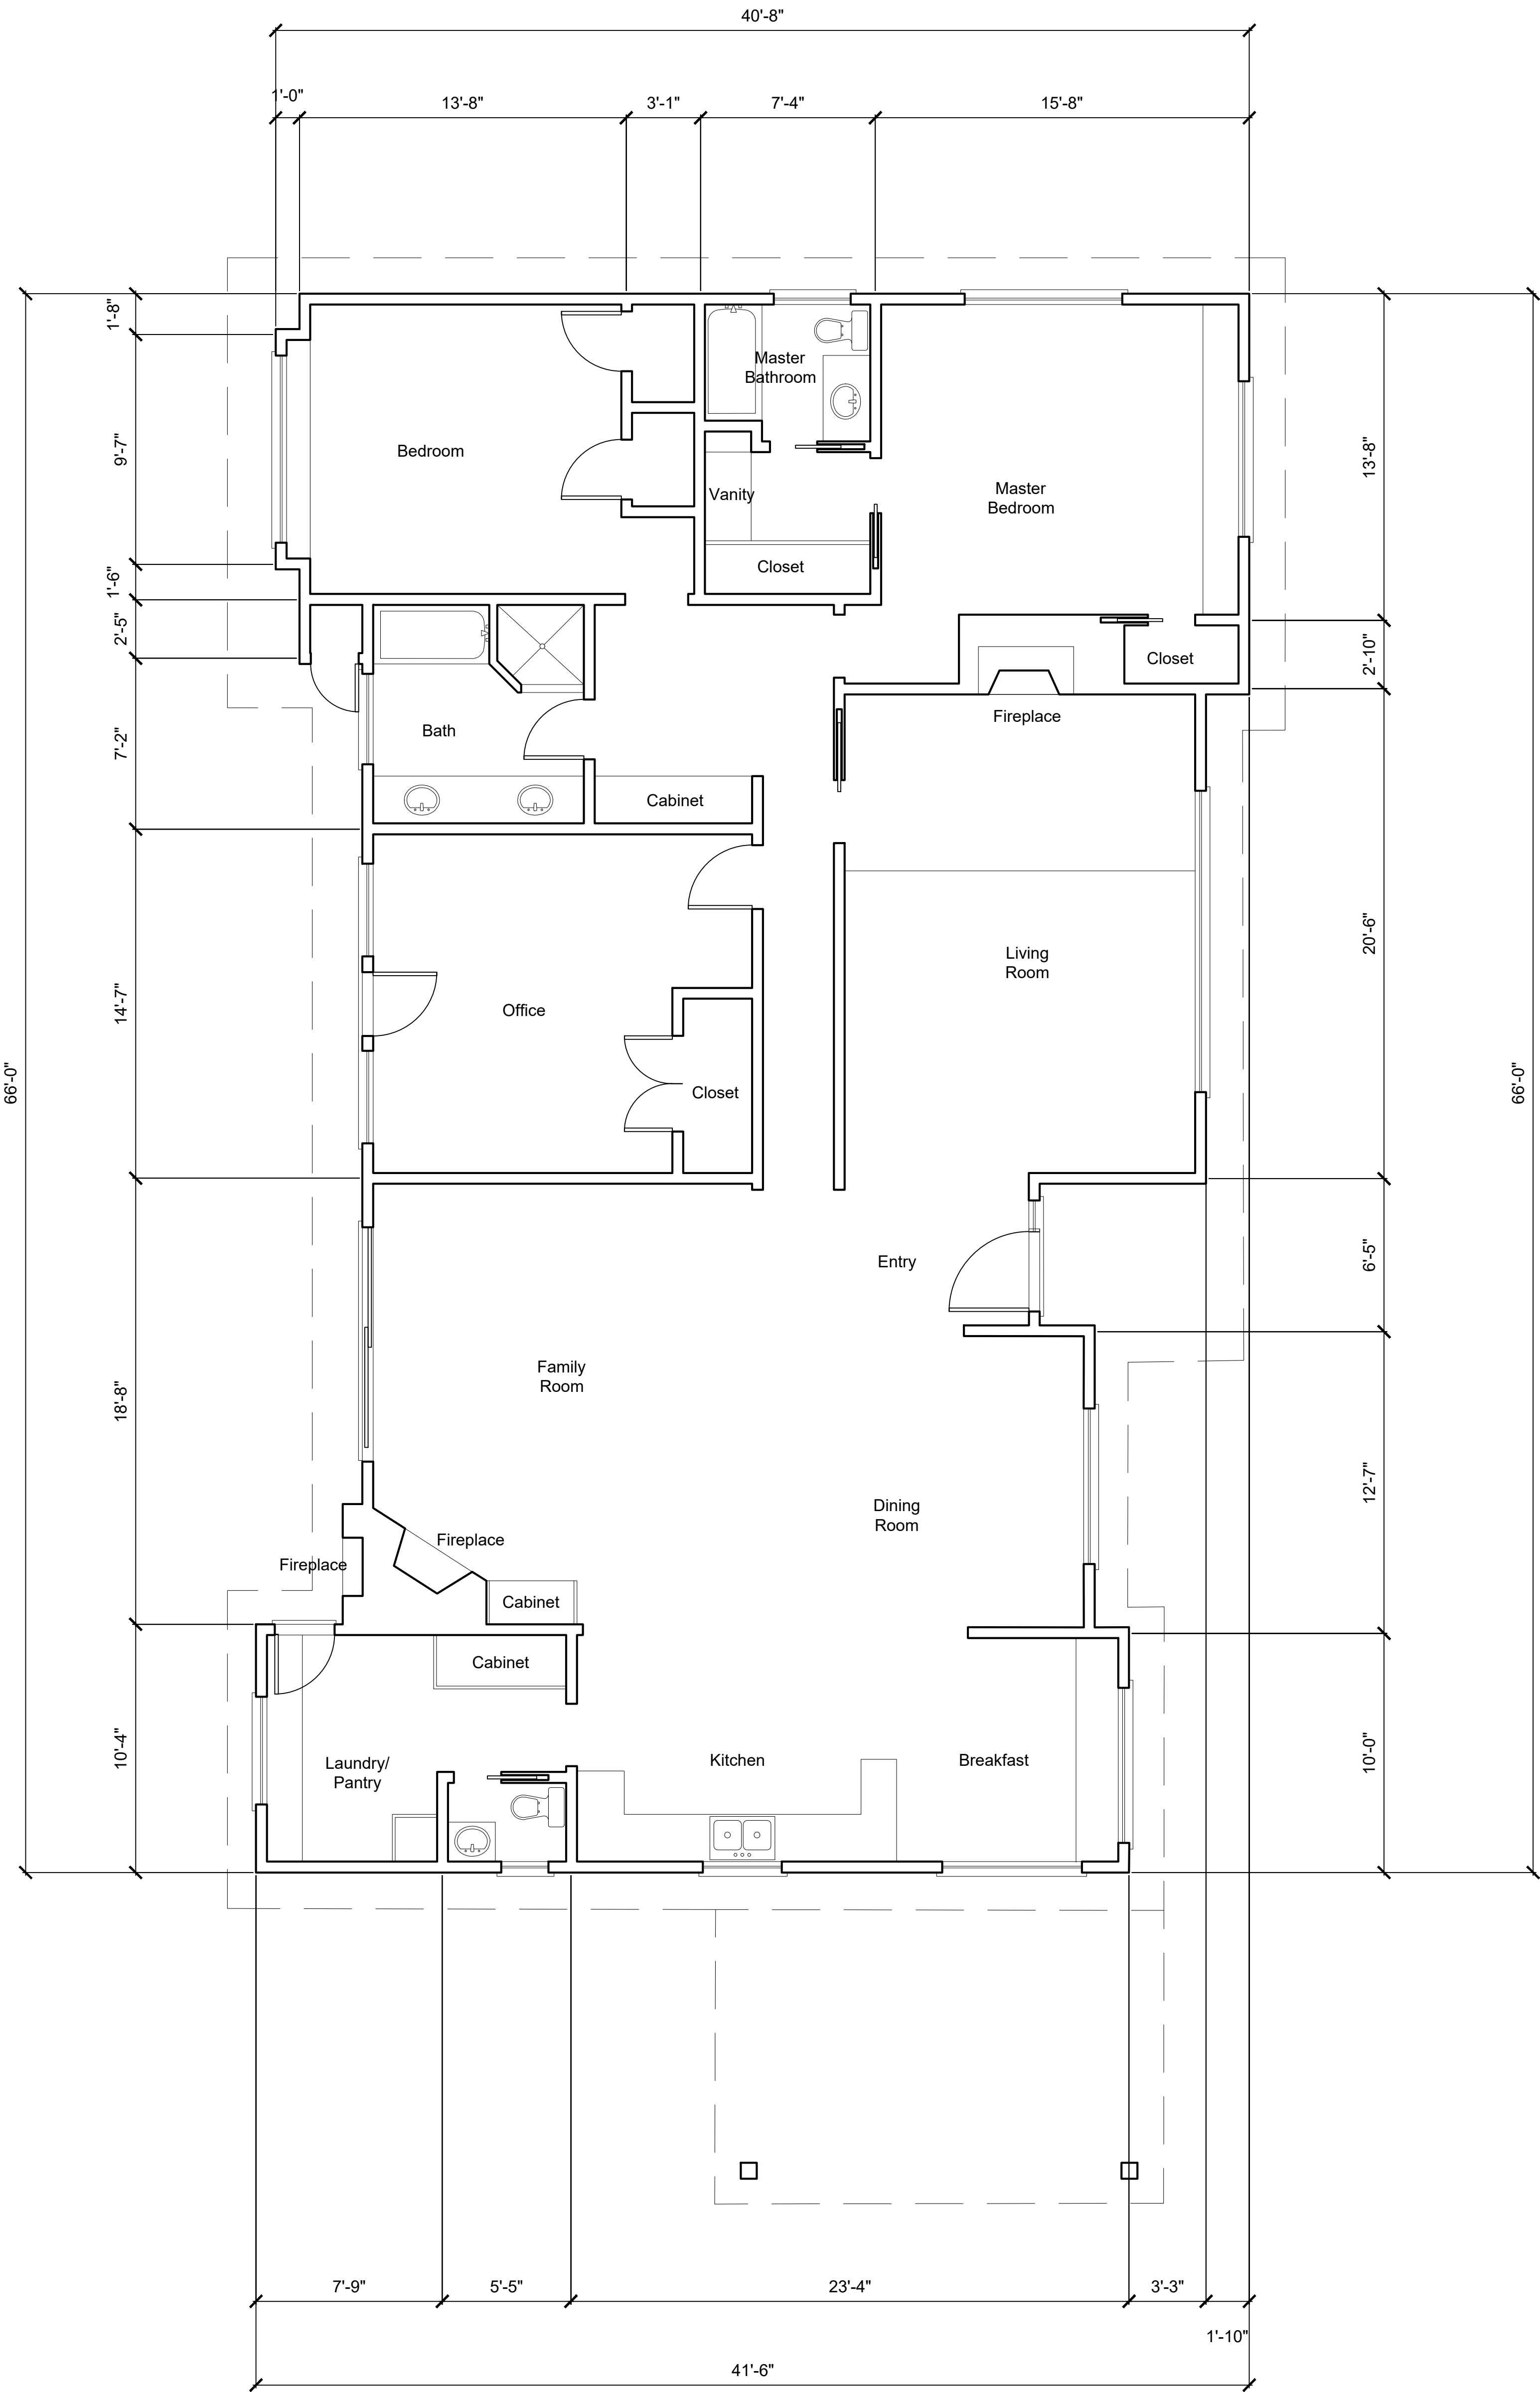 40'-8"
1'-0"
13'-8"
3'-1"
7'-4"
15'-8"
1'-8"
9'-7"
1'-6"
2'-5"
7'-2"
14'-7"
66'-0"
18'-8"
10'-4"
Master
Bathroom
Bedroom
Vanity
Master
Bedroom
Closet
Closet
Fireplace
Bath
Cabinet
Living
Room
Office
Closet
Entry
Family
Room
Dining
Room
Fireplace
Fireplace
Cabinet
Cabinet
Laundry/
Pantry
Kitchen
Breakfast
13'-8"
2'-10"
20'-6"
66'-0"
6'-5"
12'-7"
10'-0"
7'-9"
5'-5"
23'-4"
3'-3"
1'-10"
41'-6"